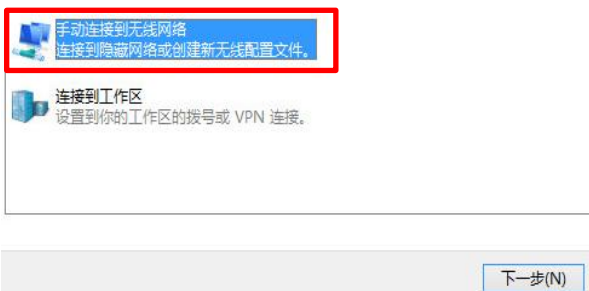 手动连接到无线网络
连接到隐藏网络或创建新无线配置文件。
连接到工作区
设置到你的工作区的拨号或 VPN 连接。
下一步(N)